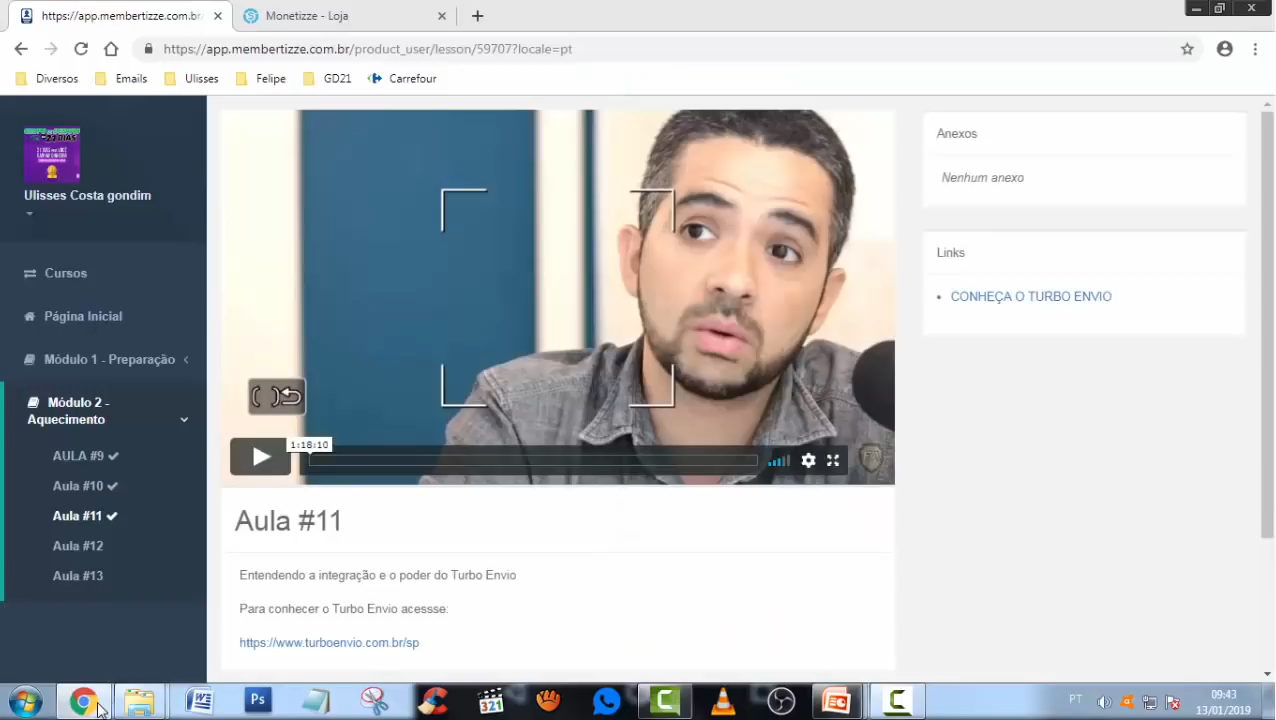 https://app.membertizze.com.br
Monetizze - Loja
https://app.membertizze.com.br/product_user/lesson/59707?locale=pt
Diversos
Emails
Ulisses
Felipe
GD21
Carrefour
29 DIAS
Ulisses Costa gondim
Cursos
Página Inicial
Módulo 1 - Preparação
Módulo 2 -
Aquecimento
AULA #9
Aula #10
Aula #11
Aula #12
Aula #13
1:18:10
Aula #11
Entendendo a integração e o poder do Turbo Envio
Para conhecer o Turbo Envio acessse:
https://www.turboenvio.com.br/sp
Anexos
Nenhum anexo
Links
CONHEÇA O TURBO ENVIO
Ps
321
PT
09:43
13/01/2019